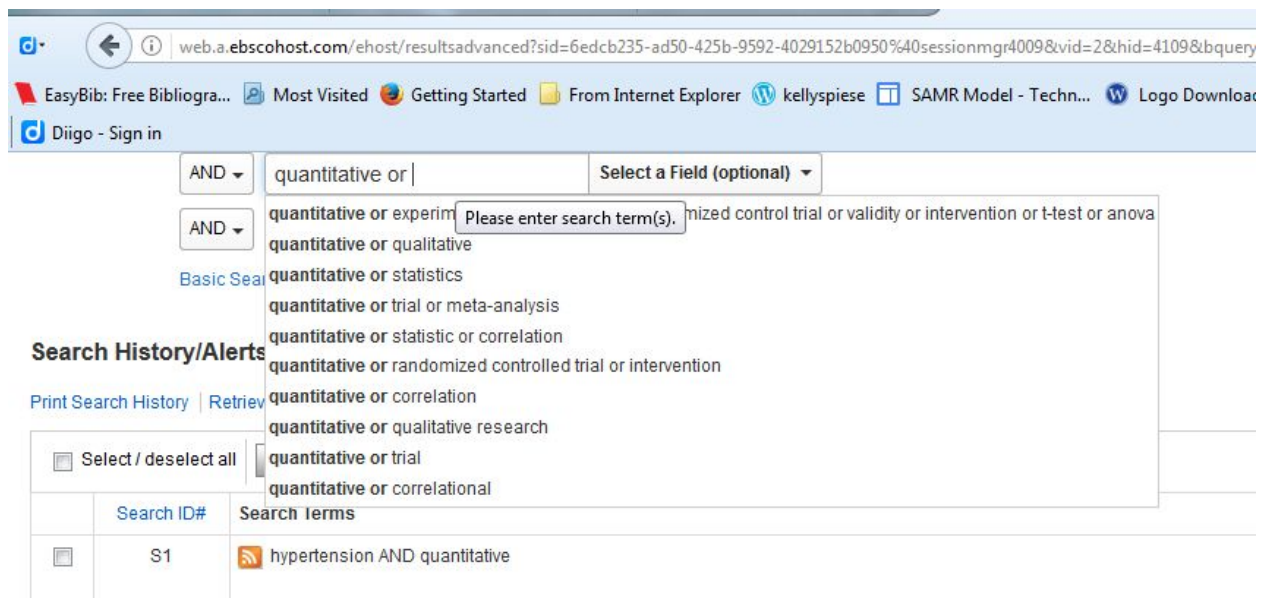 web.a.ebscohost.com/ehost/resultsadvanced?sid=6edcb235-ad50-425b-9592-4029152b0950%40sessionmgr4009&vid=2&hid=4109&bquery
EasyBib: Free Bibliogra... Most Visited Getting Started From Internet Explorer kellyspiese SAMR Model - Techn... Logo Download
Diigo - Sign in
AND quantitative or Select a Field (optional)
quantitative or experim Please enter search term(s). mized control trial or validity or intervention or t-test or anova
AND
quantitative or qualitative
Basic Sear quantitative or statistics
quantitative or trial or meta-analysis
quantitative or statistic or correlation
Search History/Alerts
quantitative or randomized controlled trial or intervention
Print Search History | Retriev quantitative or correlation
quantitative or qualitative research
Select / deselect all quantitative or trial
quantitative or correlational
Search ID# Search Terms
S1 hypertension AND quantitative